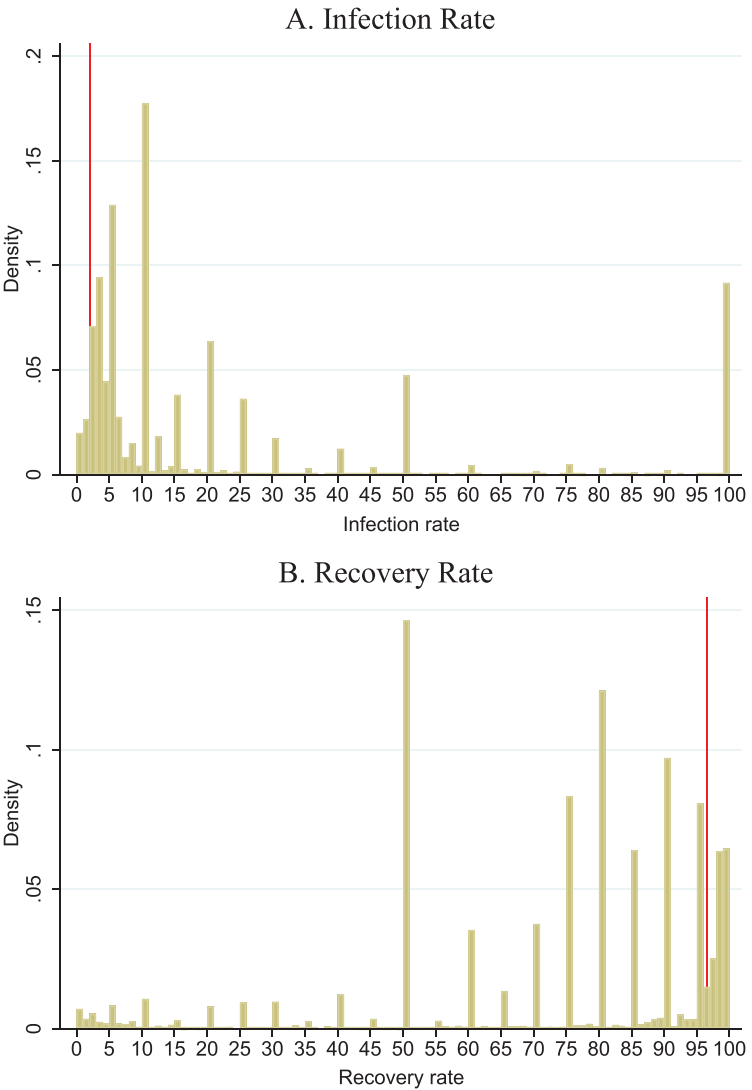 A. Infection Rate
.2
.15
.1
.05
0
Density
0 5 10 15 20 25 30 35 40 45 50 55 60 65 70 75 80 85 90 95 100
Infection rate
B. Recovery Rate
.15
.1
.05
0
Density
0 5 10 15 20 25 30 35 40 45 50 55 60 65 70 75 80 85 90 95 100
Recovery rate